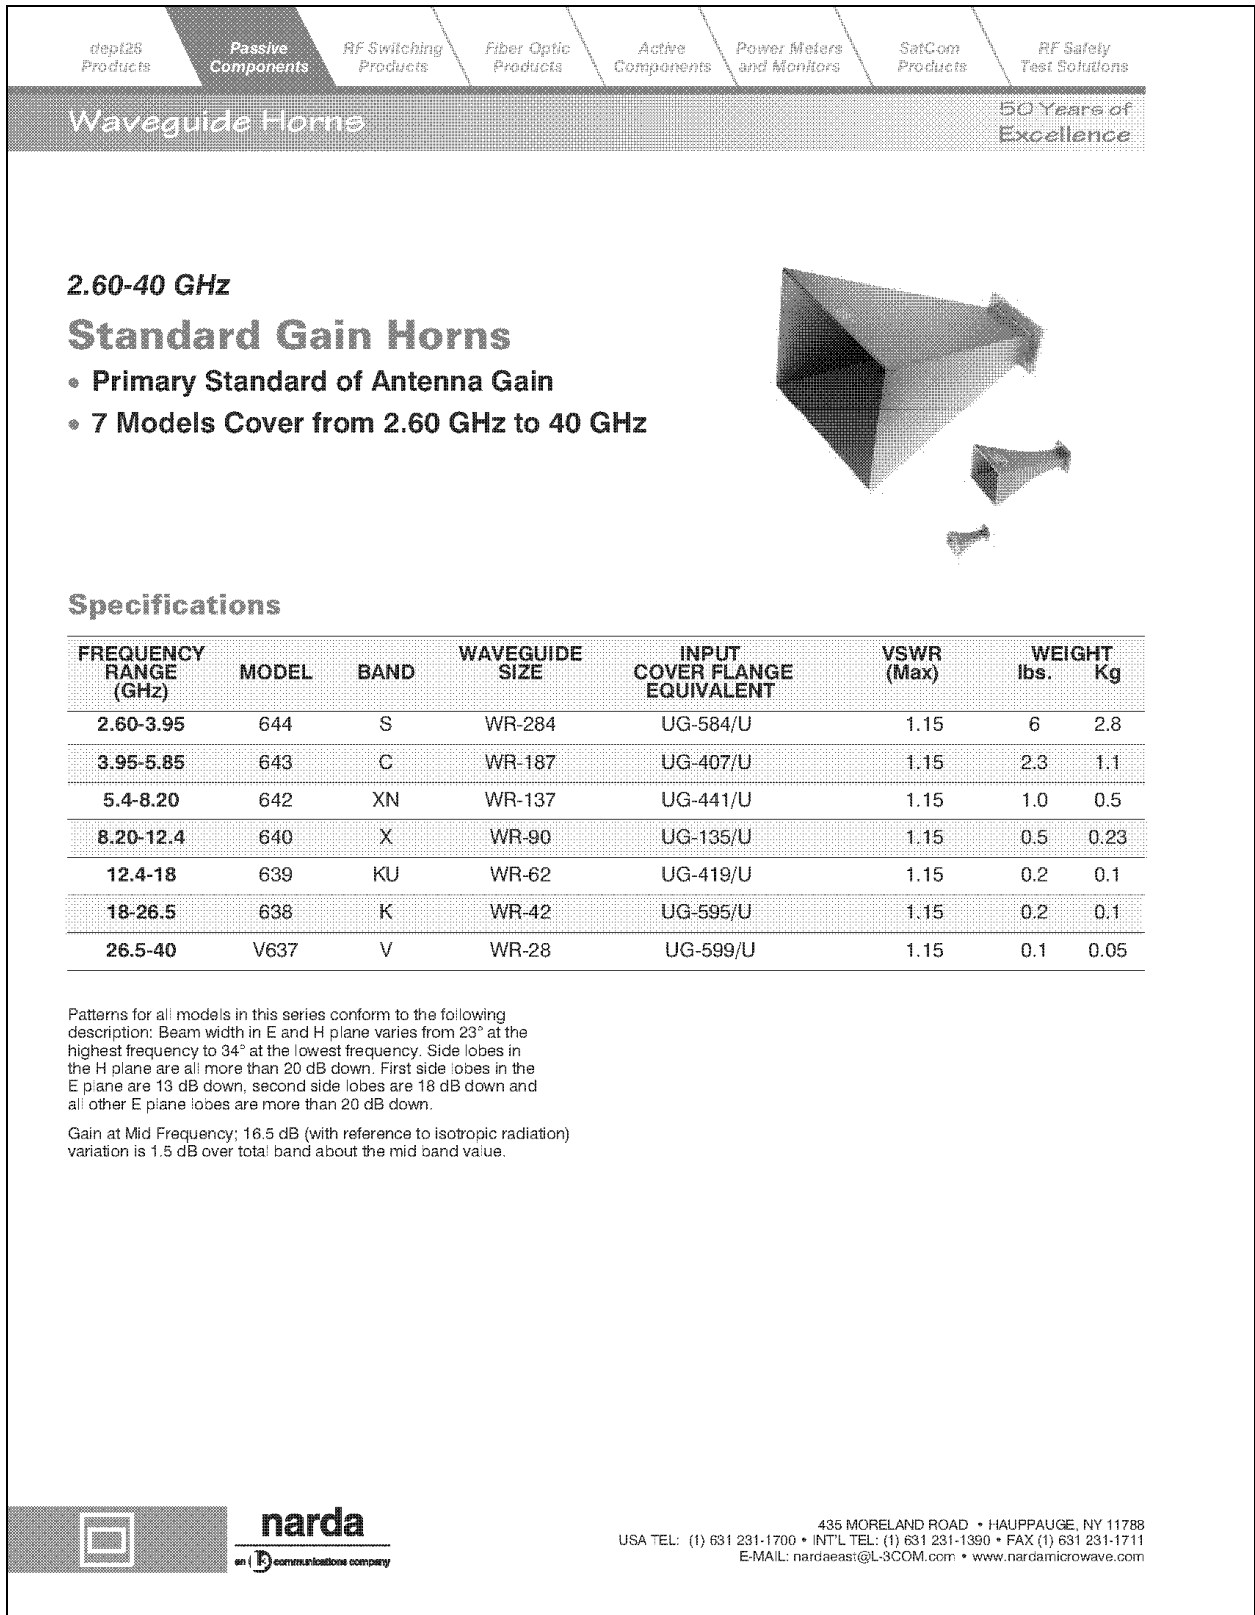 dept26 Products
Passive Components
RF Switching Products
Fiber Optic Products
Active Components
Power Meters and Monitors
SatCom Products
RF Safety Test Solutions
Waveguide Horns
50 Years of
Excellence
2.60-40 GHz
Standard Gain Horns
• Primary Standard of Antenna Gain
• 7 Models Cover from 2.60 GHz to 40 GHz
Specifications
FREQUENCY RANGE (GHz) MODEL BAND WAVEGUIDE SIZE INPUT COVER FLANGE EQUIVALENT VSWR (Max) WEIGHT lbs. Kg
2.60-3.95 644 S WR-284 UG-584/U 1.15 6 2.8
3.95-5.85 643 C WR-187 UG-407/U 1.15 2.3 1.1
5.4-8.20 642 XN WR-137 UG-441/U 1.15 1.0 0.5
8.20-12.4 640 X WR-90 UG-135/U 1.15 0.5 0.23
12.4-18 639 KU WR-62 UG-419/U 1.15 0.2 0.1
18-26.5 638 K WR-42 UG-595/U 1.15 0.2 0.1
26.5-40 V637 V WR-28 UG-599/U 1.15 0.1 0.05
Patterns for all models in this series conform to the following
description: Beam width in E and H plane varies from 23° at the
highest frequency to 34° at the lowest frequency. Side lobes in
the H plane are all more than 20 dB down. First side lobes in the
E plane are 13 dB down, second side lobes are 18 dB down and
all other E plane lobes are more than 20 dB down.
Gain at Mid Frequency; 16.5 dB (with reference to isotropic radiation)
variation is 1.5 dB over total band about the mid band value.
narda
an L3 communications company
435 MORELAND ROAD • HAUPPAUGE, NY 11788
USA TEL: (1) 631 231-1700 • INT'L TEL: (1) 631 231-1390 • FAX (1) 631 231-1711
E-MAIL: nardaeast@L-3COM.com • www.nardamicrowave.com